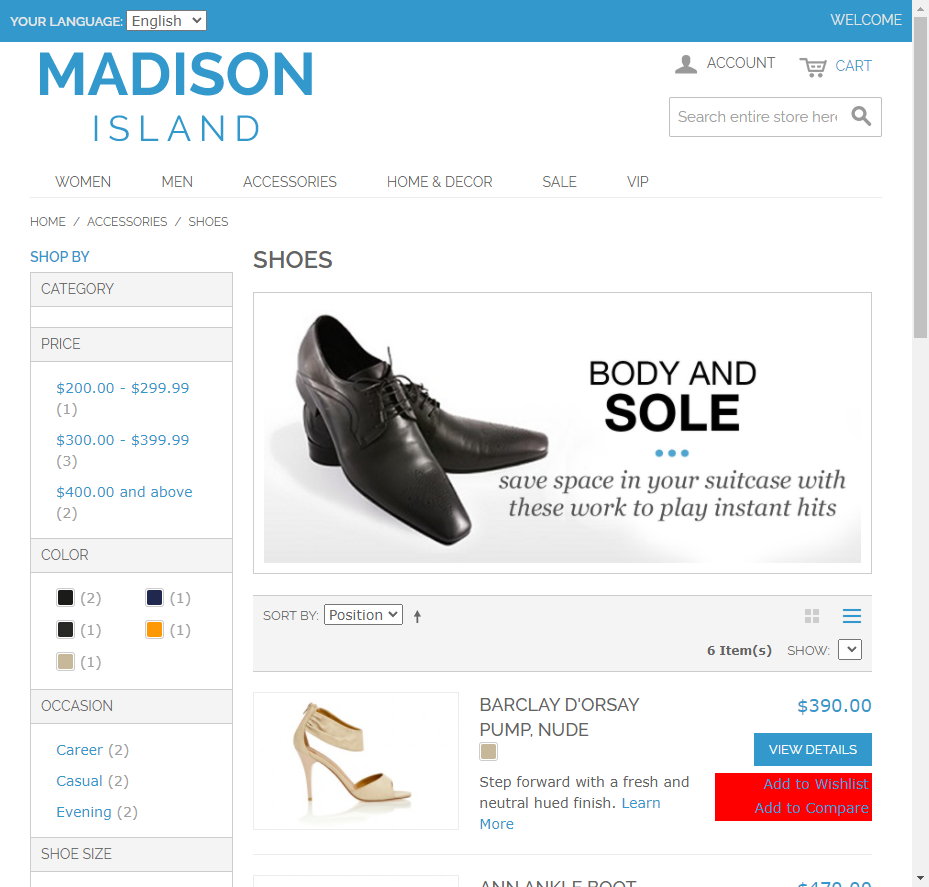 YOUR LANGUAGE: English
WELCOME
MADISON
ISLAND
ACCOUNT
CART
Search entire store here
WOMEN
MEN
ACCESSORIES
HOME & DECOR
SALE
VIP
HOME / ACCESSORIES / SHOES
SHOP BY
CATEGORY
PRICE
$200.00 - $299.99
(1)
$300.00 - $399.99
(3)
$400.00 and above
(2)
COLOR
(2)
(1)
(1)
(1)
(1)
OCCASION
Career (2)
Casual (2)
Evening (2)
SHOE SIZE
SHOES
BODY AND
SOLE
save space in your suitcase with
these work to play instant hits
SORT BY: Position
6 Item(s) SHOW:
BARCLAY D'ORSAY
PUMP, NUDE
Step forward with a fresh and
neutral hued finish. Learn
More
$390.00
VIEW DETAILS
Add to Wishlist
Add to Compare
ANN ANKLE BOOT
$470.00